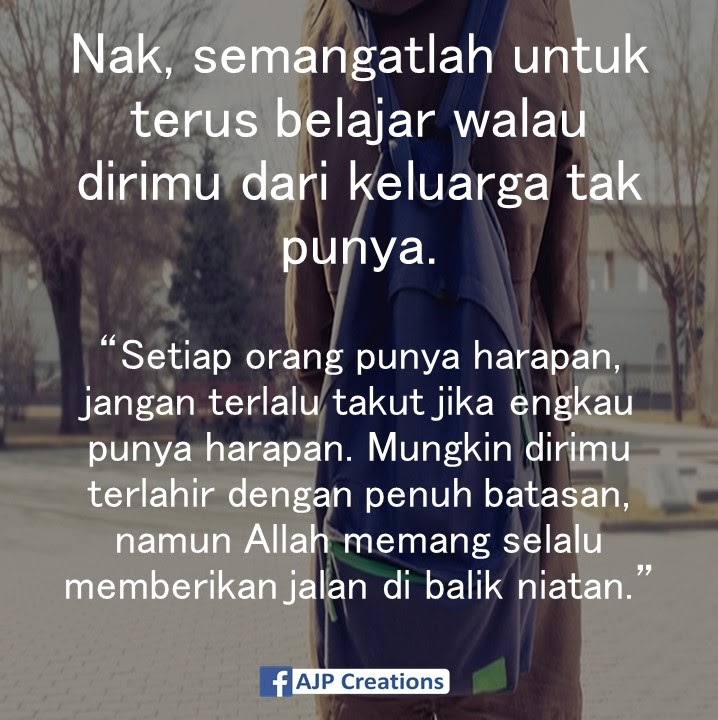 Nak, semangatlah untuk
terus belajar walau
dirimu dari keluarga tak
punya.
“Setiap orang punya harapan,
jangan terlalu takut jika engkau
punya harapan. Mungkin dirimu
terlahir dengan penuh batasan,
namun Allah memang selalu
memberikan jalan di balik niatan.”
f AJP Creations